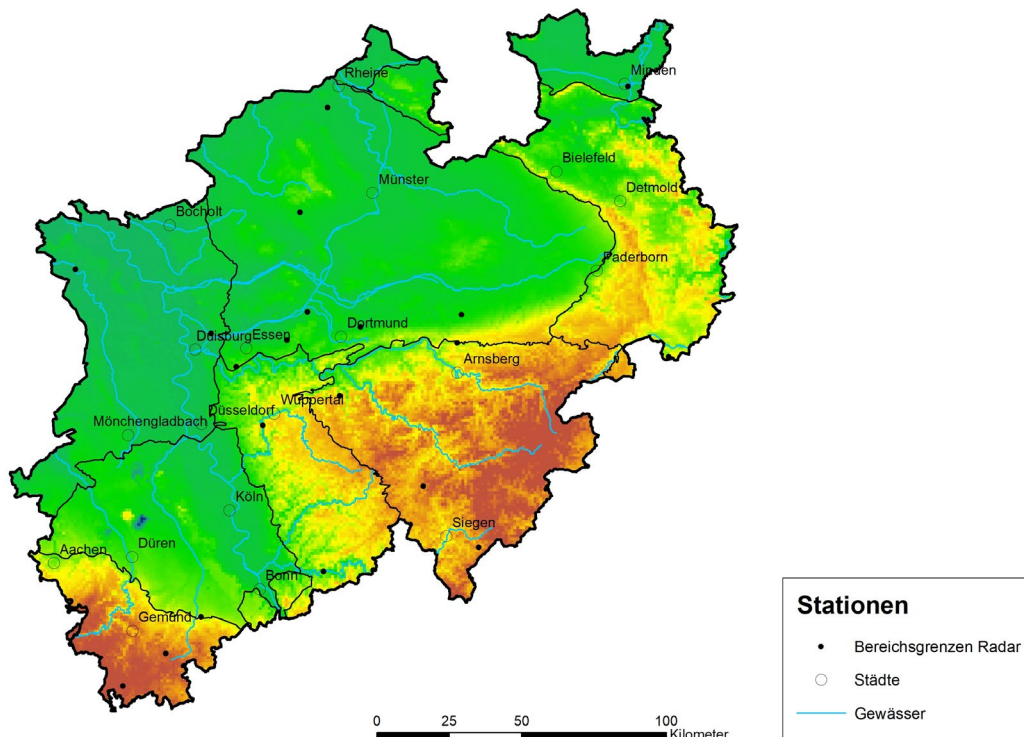 Rheine
Minden
Bielefeld
Münster
Detmold
Bocholt
Paderborn
Duisburg
Essen
Dortmund
Arnsberg
Wuppertal
Düsseldorf
Mönchengladbach
Köln
Siegen
Aachen
Düren
Bonn
Gemünd
Stationen
Bereichsgrenzen Radar
Städte
Gewässer
0 25 50 100
Kilometer